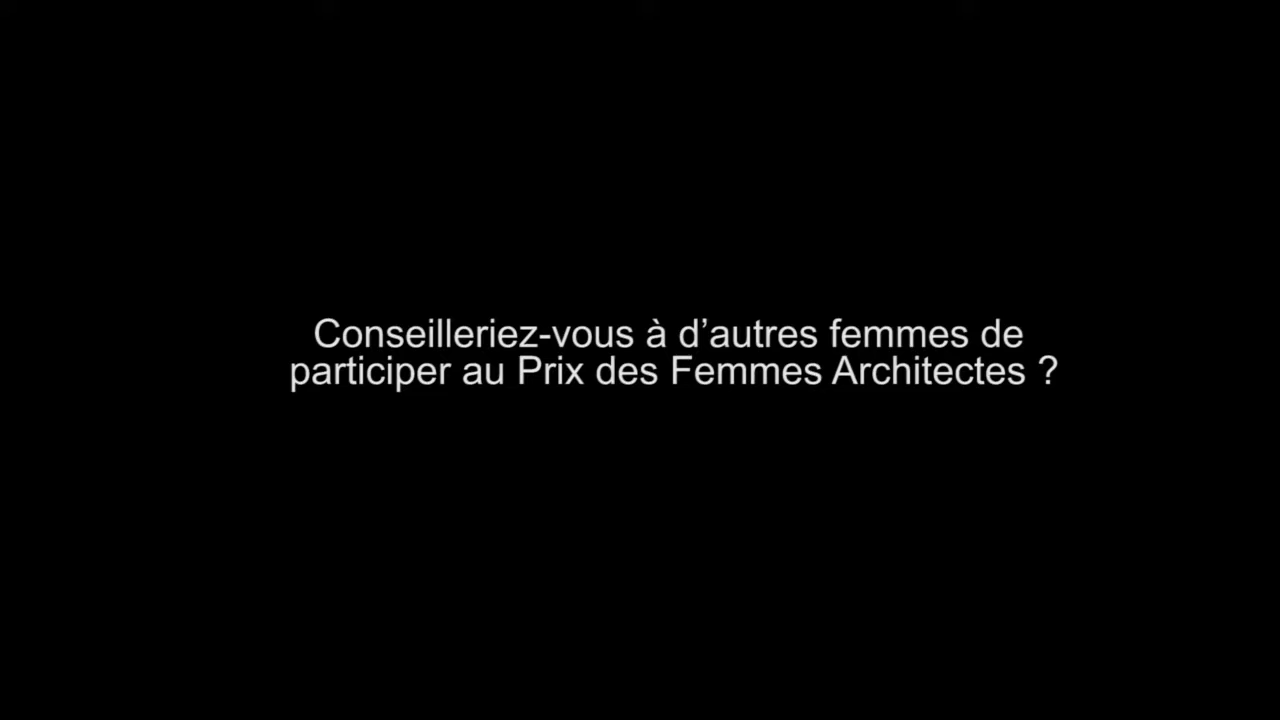 Conseilleriez-vous à d’autres femmes de
participer au Prix des Femmes Architectes ?